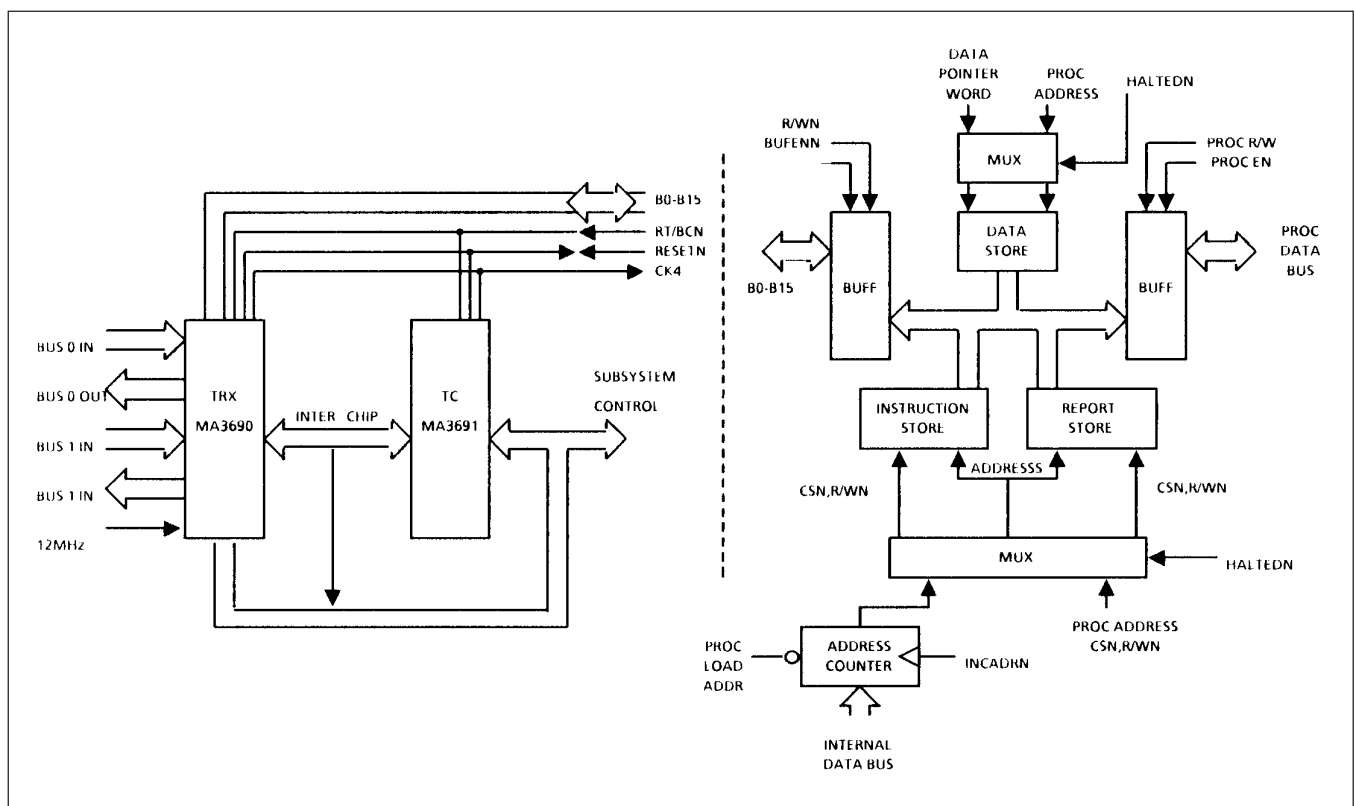 B0-B15
RT/BCN
RESETN
CK4
BUS 0 IN
BUS 0 OUT
BUS 1 IN
BUS 1 IN
12MHz
TRX
MA3690
INTER CHIP
TC
MA3691
SUBSYSTEM
CONTROL
DATA
POINTER
WORD
PROC
ADDRESS
HALTEDN
R/WN
BUFENN
MUX
PROC R/W
PROC EN
B0-B15
BUFF
DATA
STORE
BUFF
PROC
DATA
BUS
INSTRUCTION
STORE
REPORT
STORE
ADDRESSS
CSN,R/WN
CSN,R/WN
MUX
HALTEDN
PROC
LOAD
ADDR
ADDRESS
COUNTER
INCADRN
PROC ADDRESS
CSN,R/WN
INTERNAL
DATA BUS